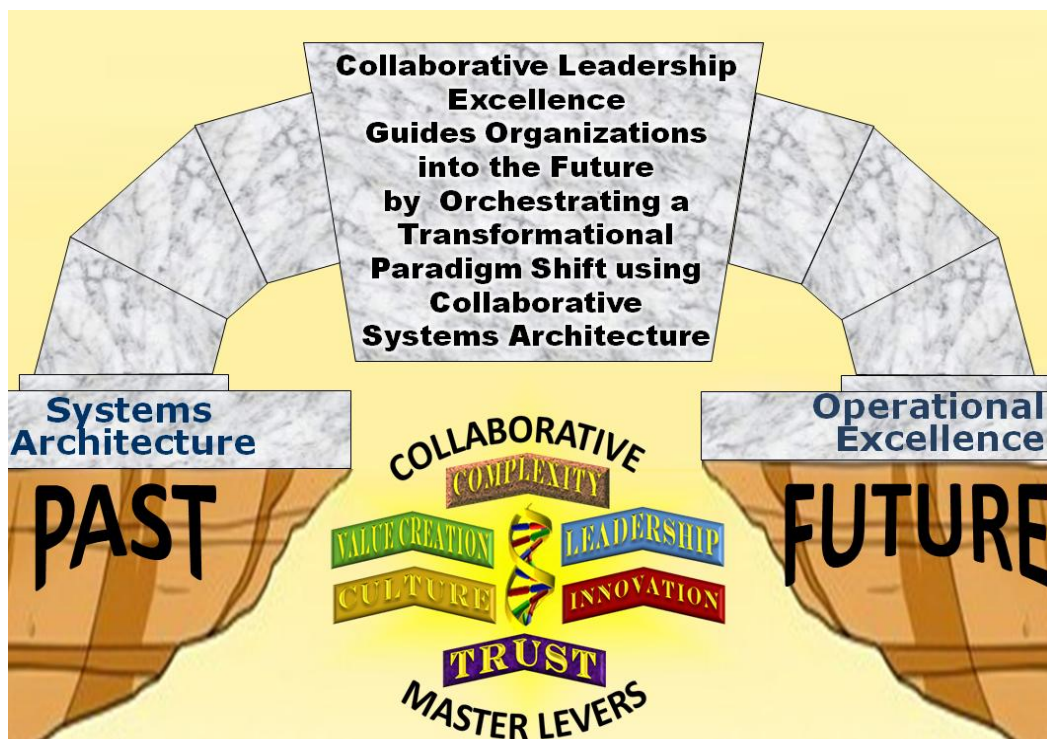 Collaborative Leadership
Excellence
Guides Organizations
into the Future
by Orchestrating a
Transformational
Paradigm Shift using
Collaborative
Systems Architecture
Systems
Architecture
Operational
Excellence
PAST
FUTURE
COLLABORATIVE
COMPLEXITY
VALUE CREATION
LEADERSHIP
CULTURE
INNOVATION
TRUST
MASTER LEVERS